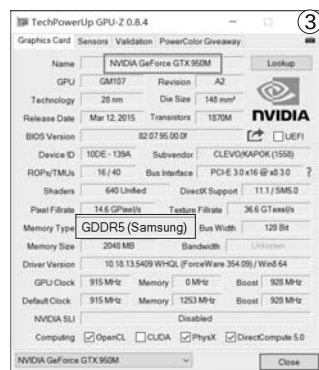 TechPowerUp GPU-Z 0.8.4
③
Graphics Card Sensors Validation PowerColor Giveaway
Name NVIDIA GeForce GTX 950M Lookup
GPU GM107 Revision A2
Technology 28 nm Die Size 148 mm²
Release Date Mar 12, 2015 Transistors 1870M NVIDIA
BIOS Version 82.07.95.00.0f UEFI
Device ID 10DE - 139A Subvendor CLEVO/KAPOK (1558)
ROPs/TMUs 16 / 40 Bus Interface PCI-E 3.0 x16 @ x8 3.0 ?
Shaders 640 Unified DirectX Support 11.1 / SM5.0
Pixel Fillrate 14.6 GPixel/s Texture Fillrate 36.6 GTexel/s
Memory Type GDDR5 (Samsung) Bus Width 128 Bit
Memory Size 2048 MB Bandwidth Unknown
Driver Version 10.18.13.5409 WHQL (ForceWare 354.09) / Win8 64
GPU Clock 915 MHz Memory 0 MHz Boost 928 MHz
Default Clock 915 MHz Memory 1253 MHz Boost 928 MHz
NVIDIA SLI Disabled
Computing OpenCL CUDA PhysX DirectCompute 5.0
NVIDIA GeForce GTX 950M Close